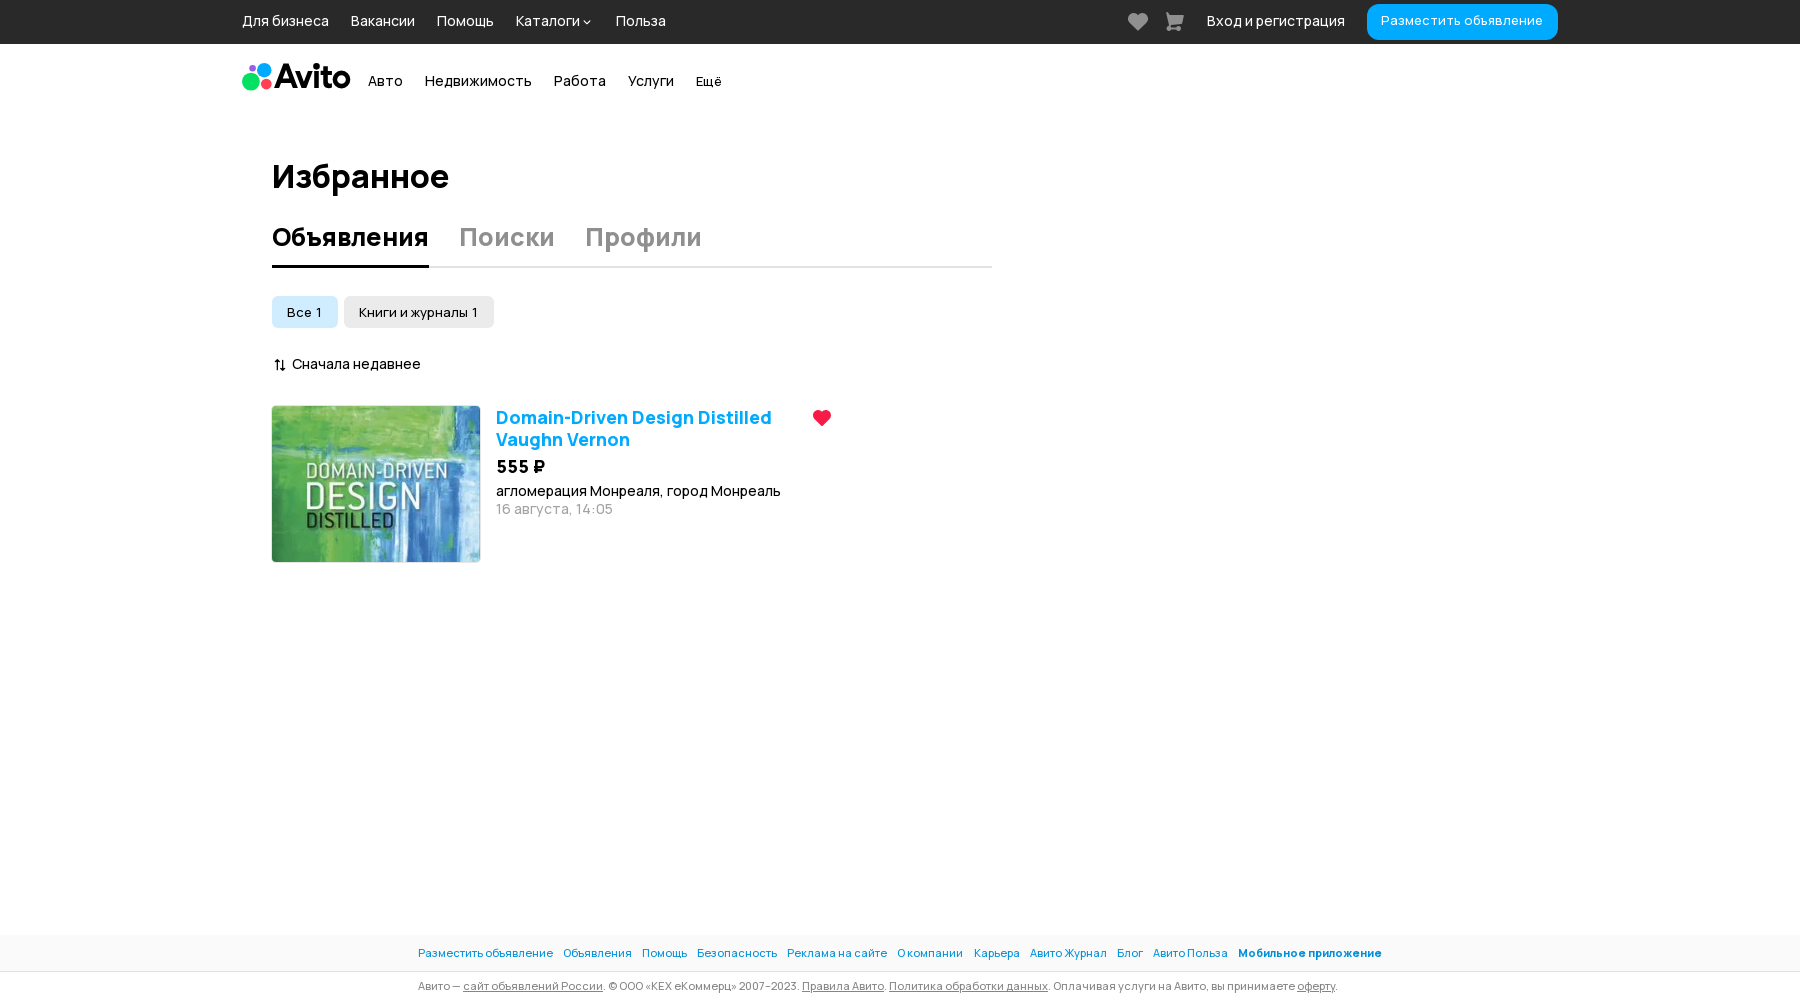 Для бизнеса Вакансии Помощь Каталоги Польза Вход и регистрация Разместить объявление
Avito Авто Недвижимость Работа Услуги Ещё
Избранное
Объявления Поиски Профили
Все 1 Книги и журналы 1
Сначала недавнее
DOMAIN-DRIVEN
DESIGN
DISTILLED
Domain-Driven Design Distilled
Vaughn Vernon
555 ₽
агломерация Монреаля, город Монреаль
16 августа, 14:05
Разместить объявление Объявления Помощь Безопасность Реклама на сайте О компании Карьера Авито Журнал Блог Авито Польза Мобильное приложение
Авито — сайт объявлений России. © ООО «КЕХ еКоммерц» 2007–2023. Правила Авито. Политика обработки данных. Оплачивая услуги на Авито, вы принимаете оферту.